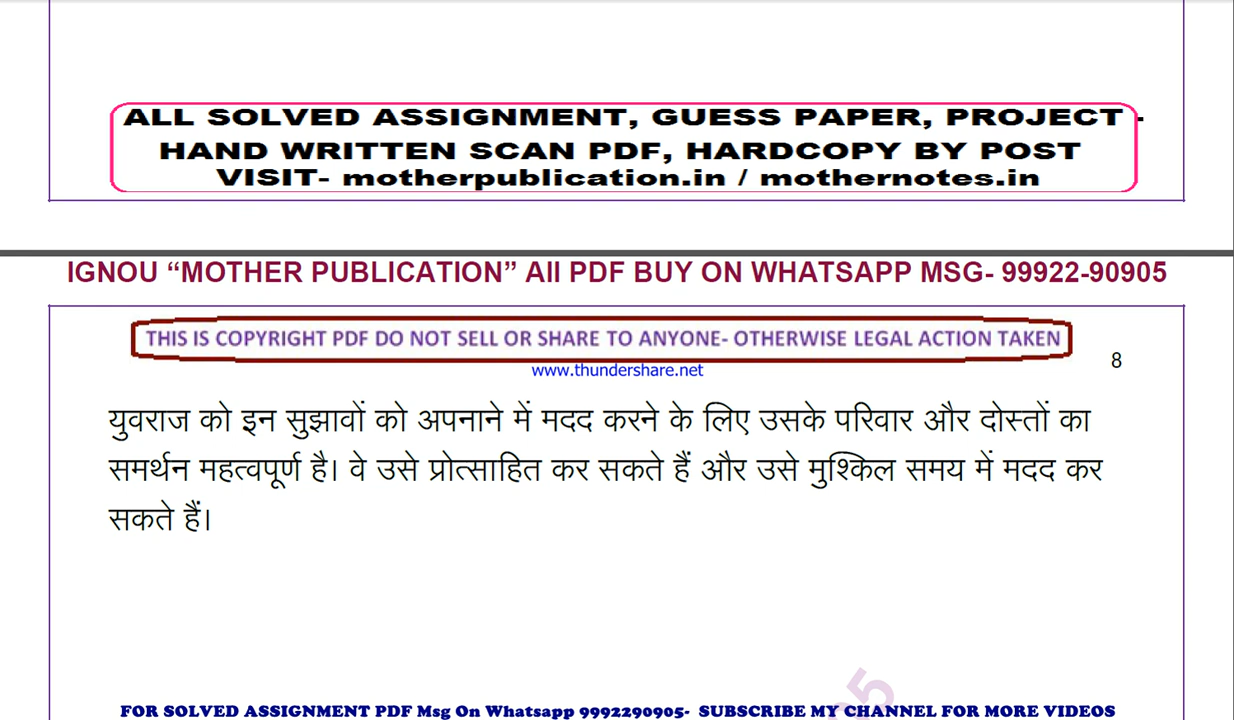 ALL SOLVED ASSIGNMENT, GUESS PAPER, PROJECT -
HAND WRITTEN SCAN PDF, HARDCOPY BY POST
VISIT- motherpublication.in / mothernotes.in
IGNOU “MOTHER PUBLICATION” All PDF BUY ON WHATSAPP MSG- 99922-90905
THIS IS COPYRIGHT PDF DO NOT SELL OR SHARE TO ANYONE- OTHERWISE LEGAL ACTION TAKEN
www.thundershare.net
8
युवराज को इन सुझावों को अपनाने में मदद करने के लिए उसके परिवार और दोस्तों का
समर्थन महत्वपूर्ण है। वे उसे प्रोत्साहित कर सकते हैं और उसे मुश्किल समय में मदद कर
सकते हैं।
FOR SOLVED ASSIGNMENT PDF Msg On Whatsapp 9992290905- SUBSCRIBE MY CHANNEL FOR MORE VIDEOS